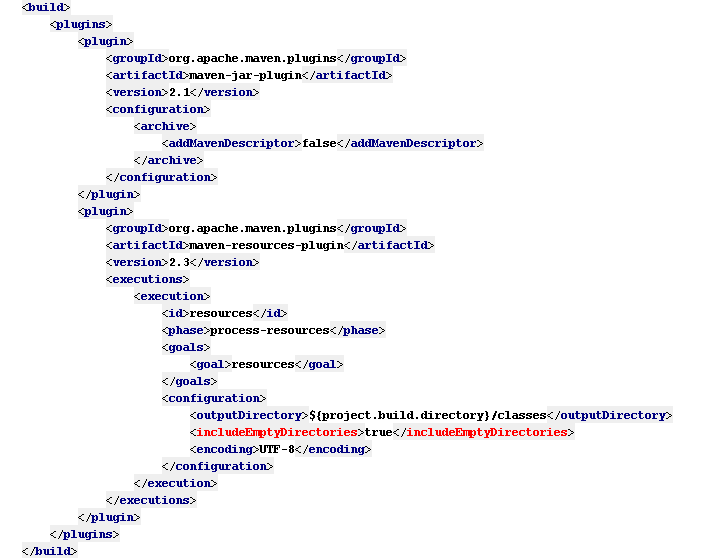 <build>
<plugins>
<plugin>
<groupId>org.apache.maven.plugins</groupId>
<artifactId>maven-jar-plugin</artifactId>
<version>2.1</version>
<configuration>
<archive>
<addMavenDescriptor>false</addMavenDescriptor>
</archive>
</configuration>
</plugin>
<plugin>
<groupId>org.apache.maven.plugins</groupId>
<artifactId>maven-resources-plugin</artifactId>
<version>2.3</version>
<executions>
<execution>
<id>resources</id>
<phase>process-resources</phase>
<goals>
<goal>resources</goal>
</goals>
<configuration>
<outputDirectory>${project.build.directory}/classes</outputDirectory>
<includeEmptyDirectories>true</includeEmptyDirectories>
<encoding>UTF-8</encoding>
</configuration>
</execution>
</executions>
</plugin>
</plugins>
</build>